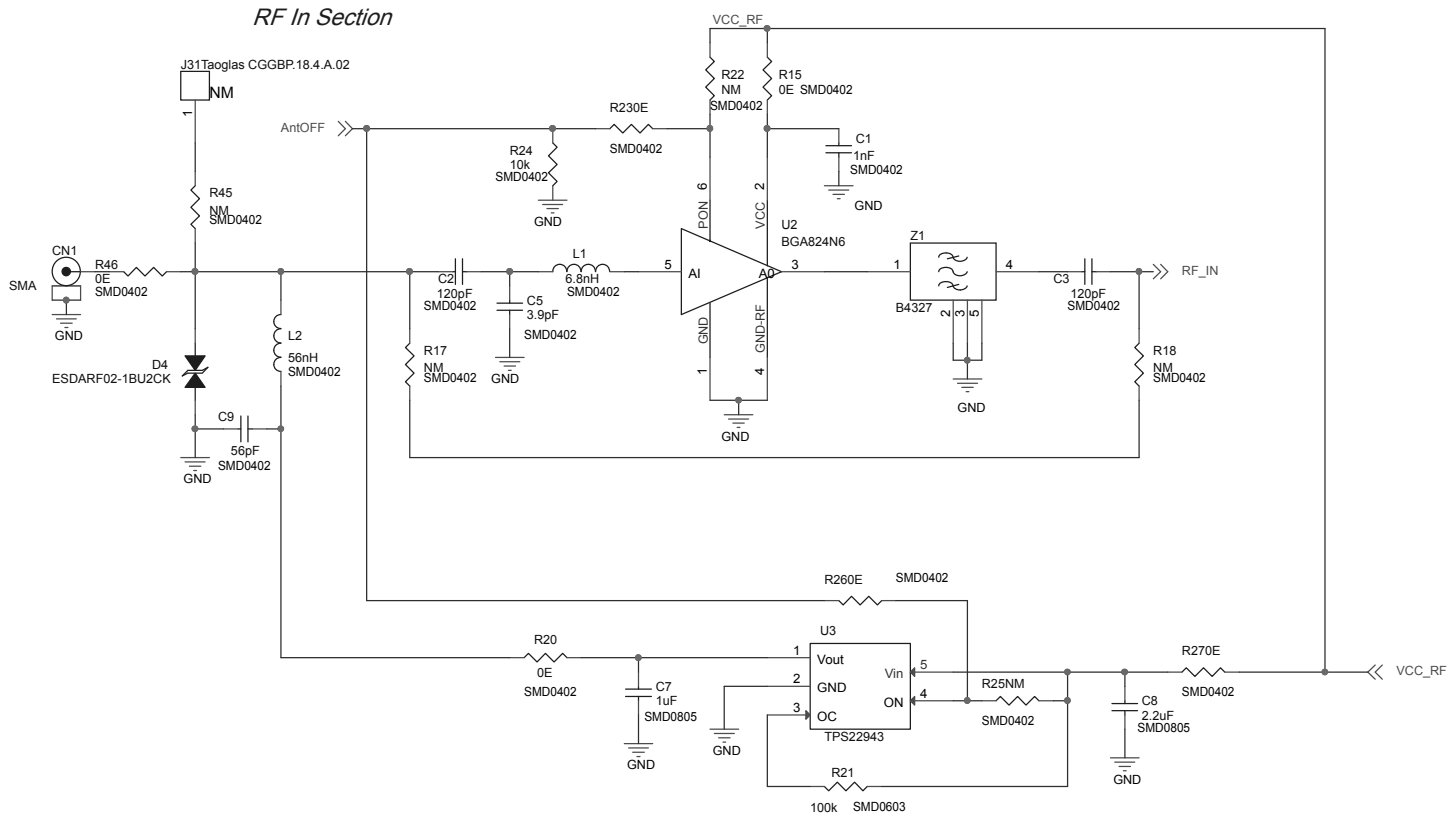 RF In Section
VCC_RF
J31Taoglas CGGBP.18.4.A.02
NM
1
R22
NM
SMD0402
R15
0E SMD0402
AntOFF
R230E
SMD0402
R24
10k
SMD0402
GND
C1
1nF
SMD0402
GND
6
PON
2
VCC
U2
BGA824N6
R45
NM
SMD0402
CN1
SMA
GND
R46
0E
SMD0402
C2
120pF
SMD0402
L1
6.8nH
SMD0402
C5
3.9pF
SMD0402
GND
5
AI
A0
3
GND
1
GND-RF
4
GND
Z1
1
4
B4327
2
3
5
GND
C3
120pF
SMD0402
RF_IN
L2
56nH
SMD0402
D4
ESDARF02-1BU2CK
R17
NM
SMD0402
R18
NM
SMD0402
C9
56pF
SMD0402
GND
R260E
SMD0402
U3
R20
0E
SMD0402
1
Vout
2
GND
3
OC
Vin
5
ON
4
TPS22943
C7
1uF
SMD0805
GND
GND
R25NM
SMD0402
R270E
SMD0402
VCC_RF
C8
2.2uF
SMD0805
GND
R21
100k SMD0603